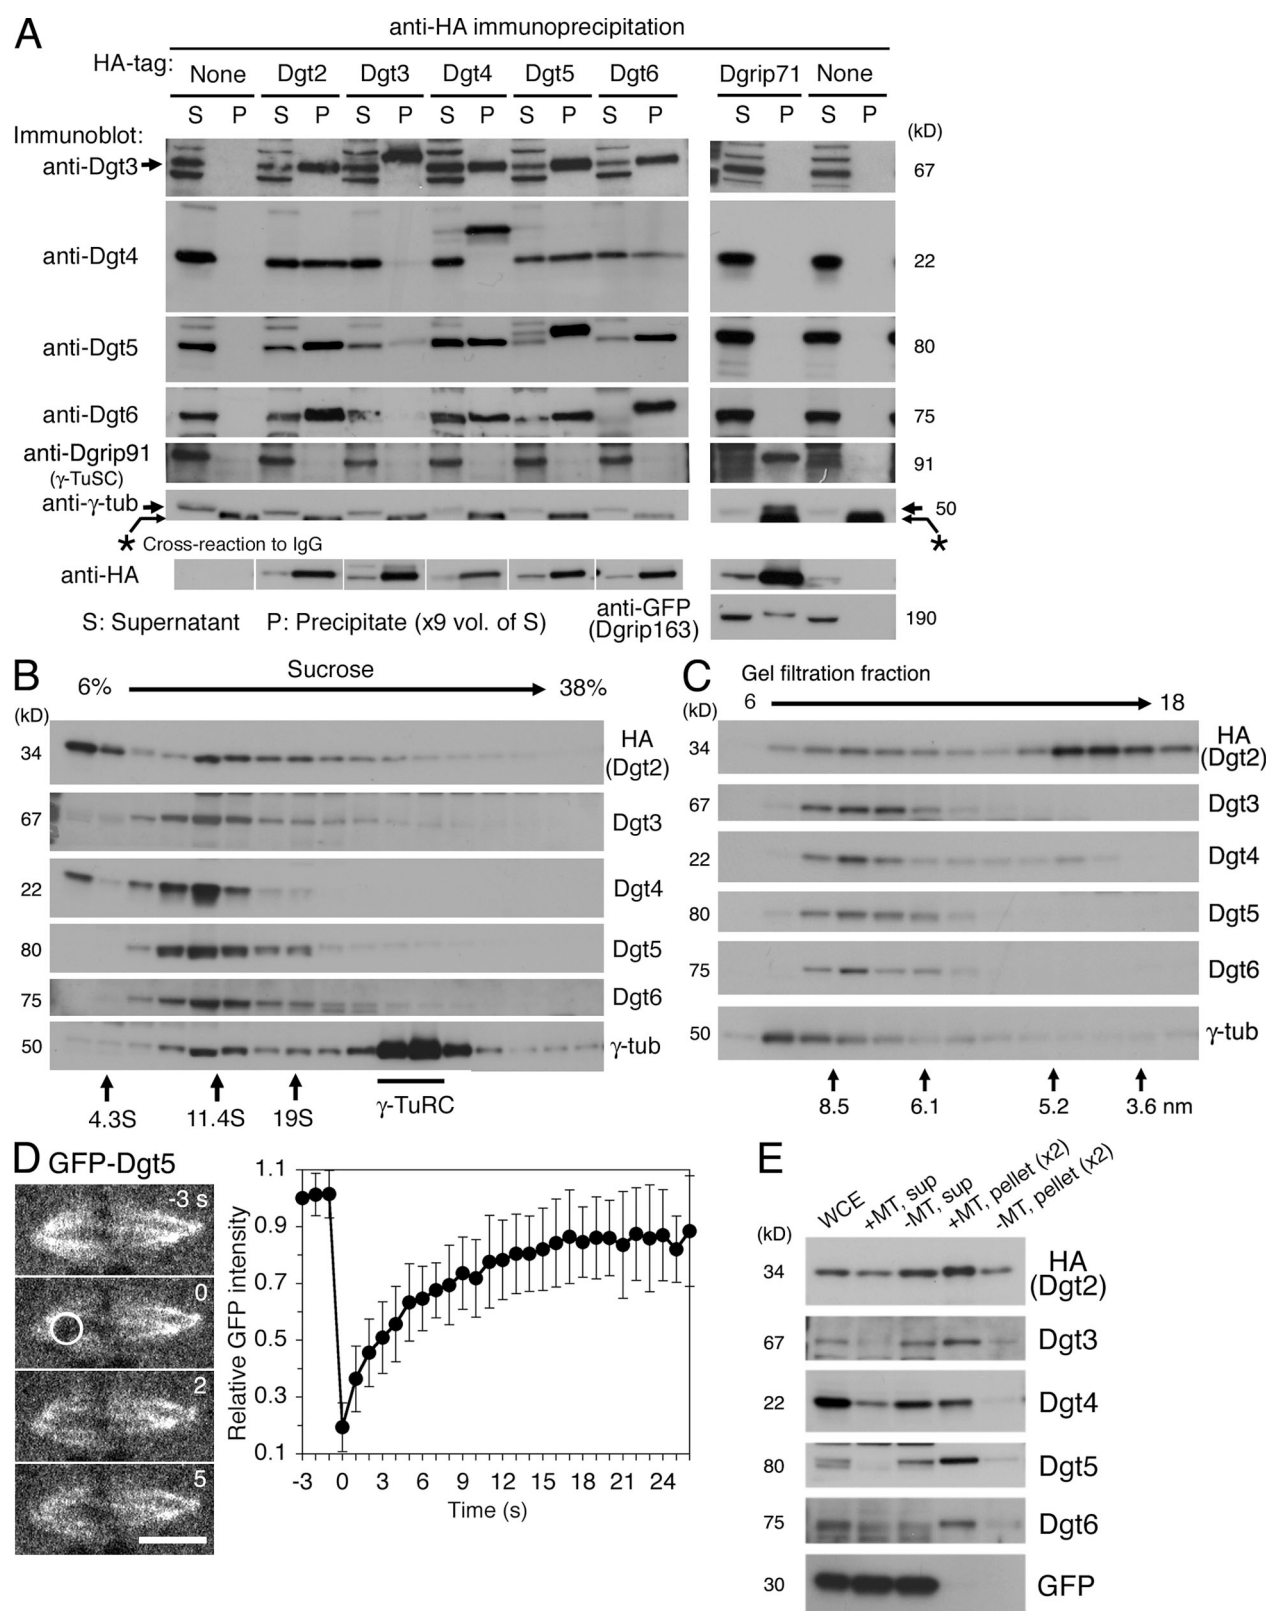 A
anti-HA immunoprecipitation
HA-tag: None Dgt2 Dgt3 Dgt4 Dgt5 Dgt6 Dgrip71 None
S P S P S P S P S P S P S P S P
Immunoblot: (kD)
anti-Dgt3 67
anti-Dgt4 22
anti-Dgt5 80
anti-Dgt6 75
anti-Dgrip91 91
(γ-TuSC)
anti-γ-tub 50
* Cross-reaction to IgG *
anti-HA
S: Supernatant P: Precipitate (x9 vol. of S) anti-GFP
(Dgrip163) 190
B
Sucrose
6% 38%
(kD)
34 HA
(Dgt2)
67 Dgt3
22 Dgt4
80 Dgt5
75 Dgt6
50 γ-tub
4.3S 11.4S 19S γ-TuRC
C
Gel filtration fraction
6 18
(kD)
34 HA
(Dgt2)
67 Dgt3
22 Dgt4
80 Dgt5
75 Dgt6
50 γ-tub
8.5 6.1 5.2 3.6 nm
D GFP-Dgt5
-3 s
0
2
5
Relative GFP intensity
1.1
0.9
0.7
0.5
0.3
0.1
-3 0 3 6 9 12 15 18 21 24
Time (s)
E
WCE
+MT, sup
-MT, sup
+MT, pellet (x2)
-MT, pellet (x2)
(kD)
34 HA
(Dgt2)
67 Dgt3
22 Dgt4
80 Dgt5
75 Dgt6
30 GFP